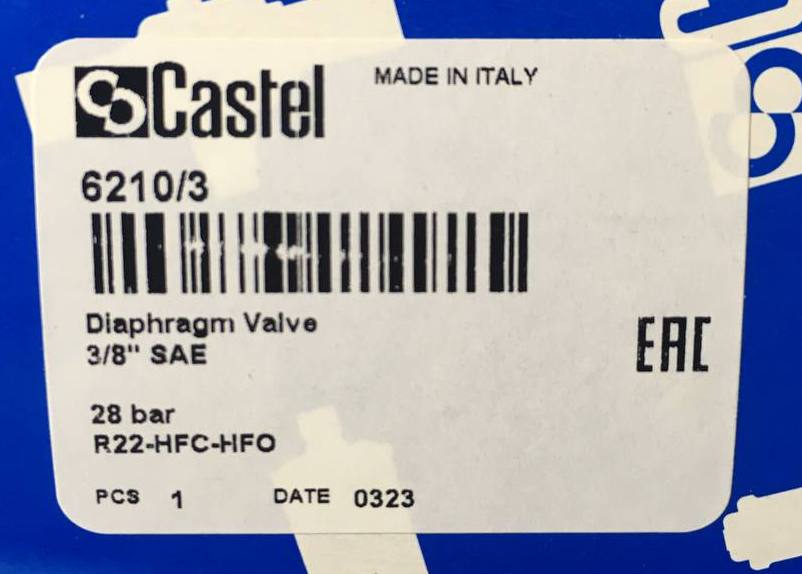 Castel
MADE IN ITALY
6210/3
Diaphragm Valve
3/8" SAE
EAC
28 bar
R22-HFC-HFO
PCS 1 DATE 0323